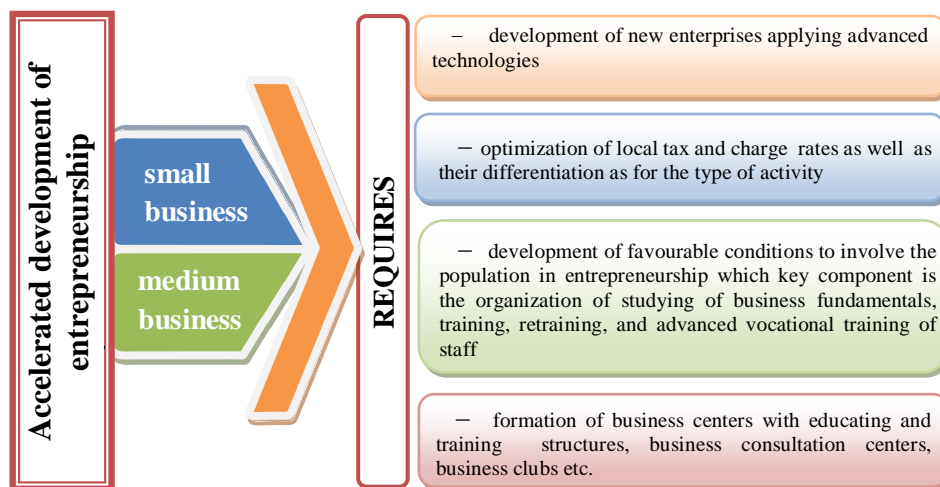 Accelerated development of
entrepreneurship
small
business
medium
business
REQUIRES
– development of new enterprises applying advanced
technologies
– optimization of local tax and charge rates as well as
their differentiation as for the type of activity
– development of favourable conditions to involve the
population in entrepreneurship which key component is
the organization of studying of business fundamentals,
training, retraining, and advanced vocational training of
staff
– formation of business centers with educating and
training structures, business consultation centers,
business clubs etc.